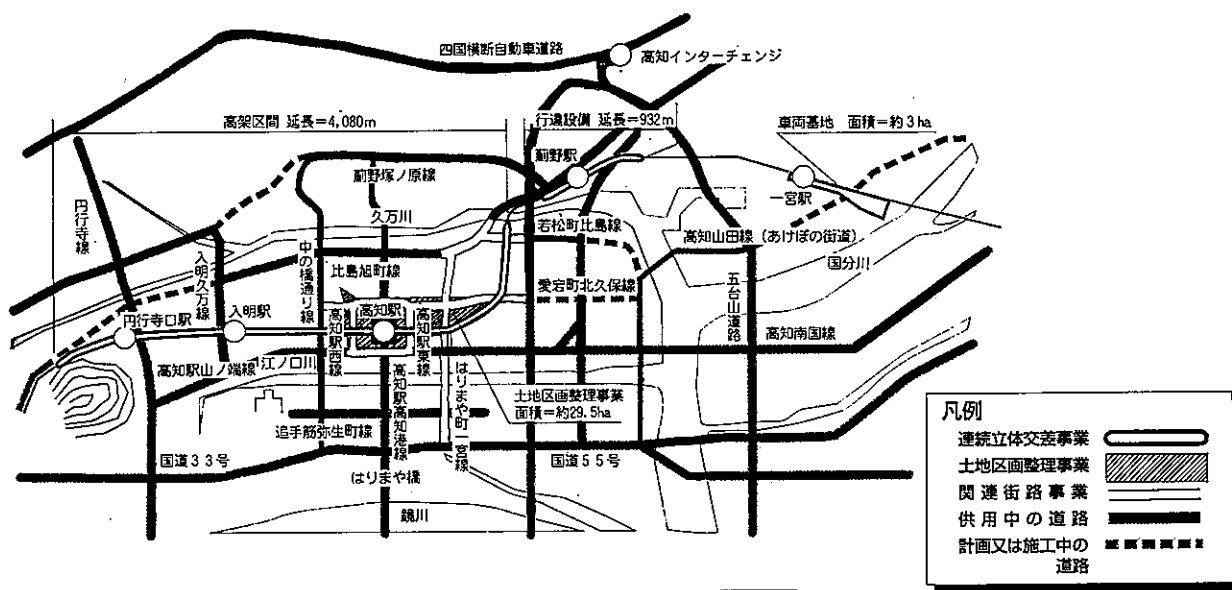 四国横断自動車道路
高知インターチェンジ
高架区間 延長=4,080m
行違設備 延長=932m
車両基地 面積=約3ha
薊野駅
薊野塚ノ原線
一宮駅
円行寺線
久万川
若松町比島線
高知山田線(あけぼの街道)
入明久万線
中の橋通り線
比島旭町線
愛宕町北久保線
国分川
五台山道路
円行寺口駅
入明駅
高知駅
高知駅西線
高知駅東線
高知南国線
高知駅山ノ端線
江ノ口川
高知駅高知港線
はりまや町一宮線
土地区画整理事業
面積=約29.5ha
追手筋弥生町線
国道33号
国道55号
はりまや橋
鏡川
凡例
連続立体交差事業
土地区画整理事業
関連街路事業
供用中の道路
計画又は施工中の
道路